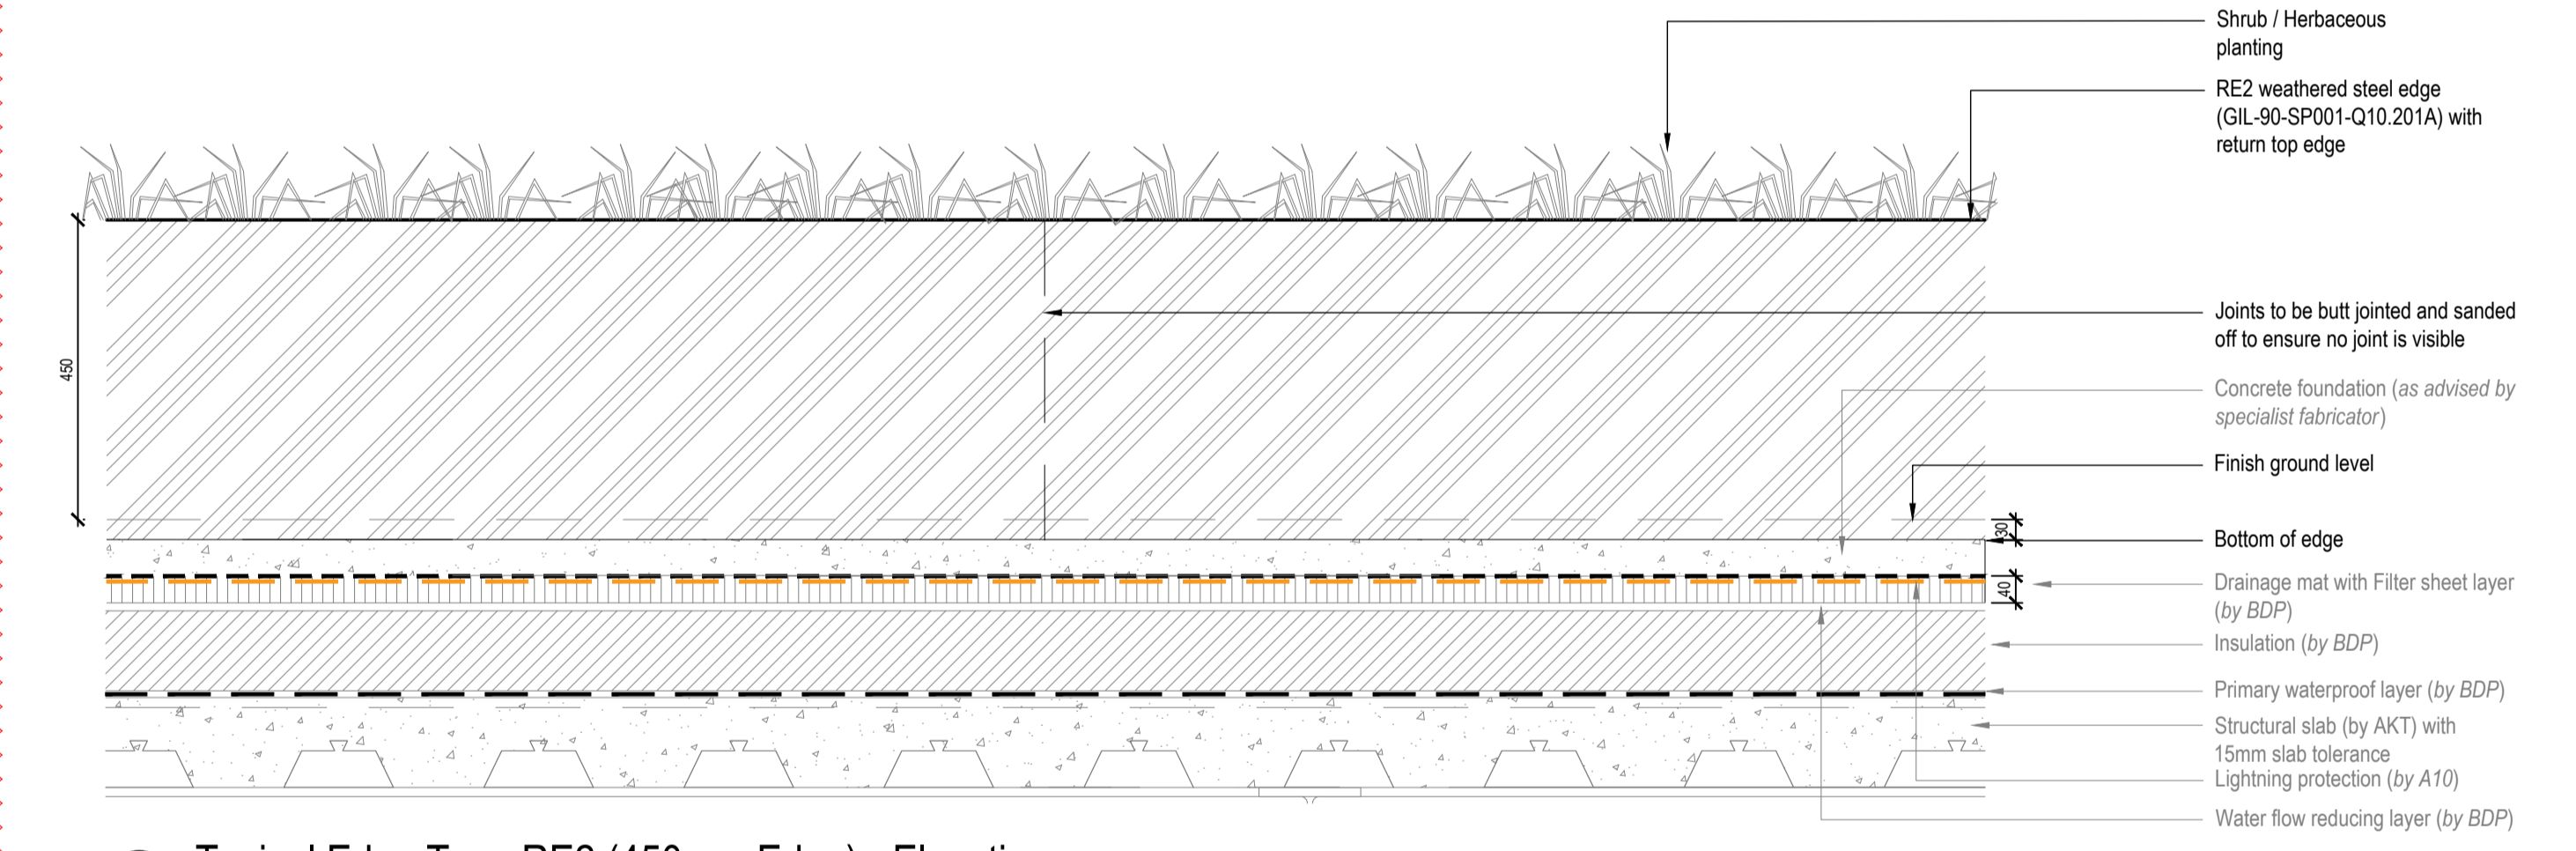 Shrub / Herbaceous
planting
RE2 weathered steel edge
(GIL-90-SP001-Q10.201A) with
return top edge
450
Joints to be butt jointed and sanded
off to ensure no joint is visible
Concrete foundation (as advised by
specialist fabricator)
Finish ground level
30
Bottom of edge
40
Drainage mat with Filter sheet layer
(by BDP)
Insulation (by BDP)
Primary waterproof layer (by BDP)
Structural slab (by AKT) with
15mm slab tolerance
Lightning protection (by A10)
Water flow reducing layer (by BDP)